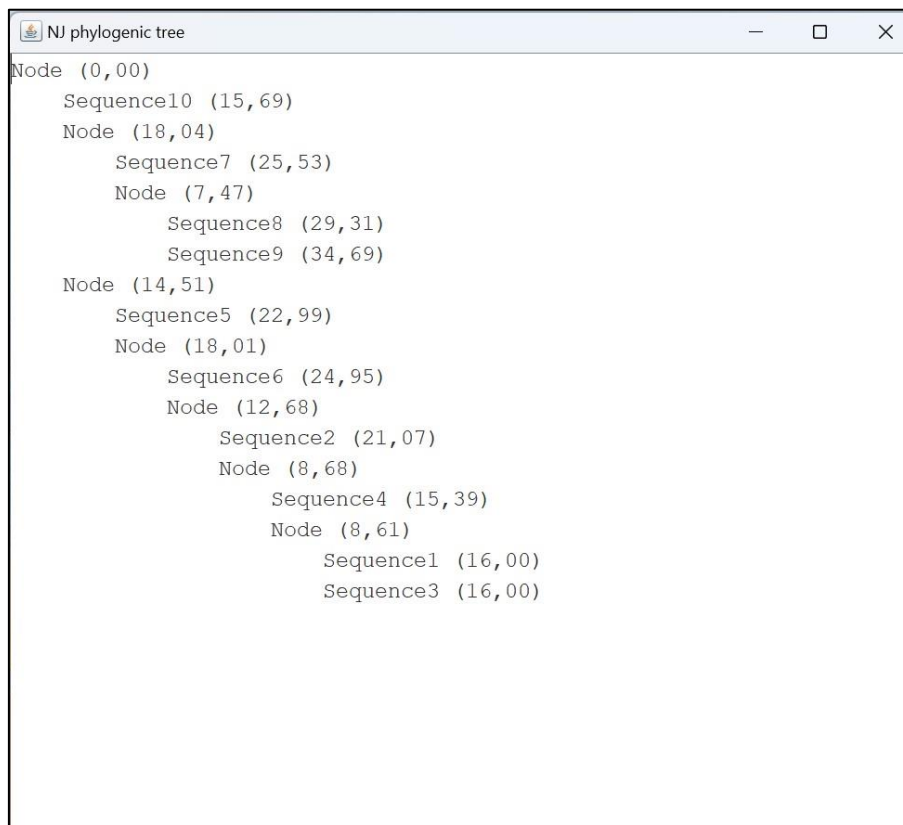 NJ phylogenic tree
Node (0,00)
Sequence10 (15,69)
Node (18,04)
Sequence7 (25,53)
Node (7,47)
Sequence8 (29,31)
Sequence9 (34,69)
Node (14,51)
Sequence5 (22,99)
Node (18,01)
Sequence6 (24,95)
Node (12,68)
Sequence2 (21,07)
Node (8,68)
Sequence4 (15,39)
Node (8,61)
Sequence1 (16,00)
Sequence3 (16,00)